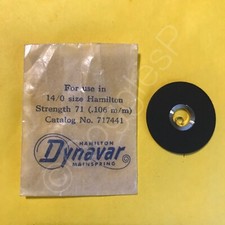 For use in
14/0 size Hamilton
Strength 71 (.106 m/m)
Catalog No. 717441
HAMILTON
Dynavar
MAINSPRING